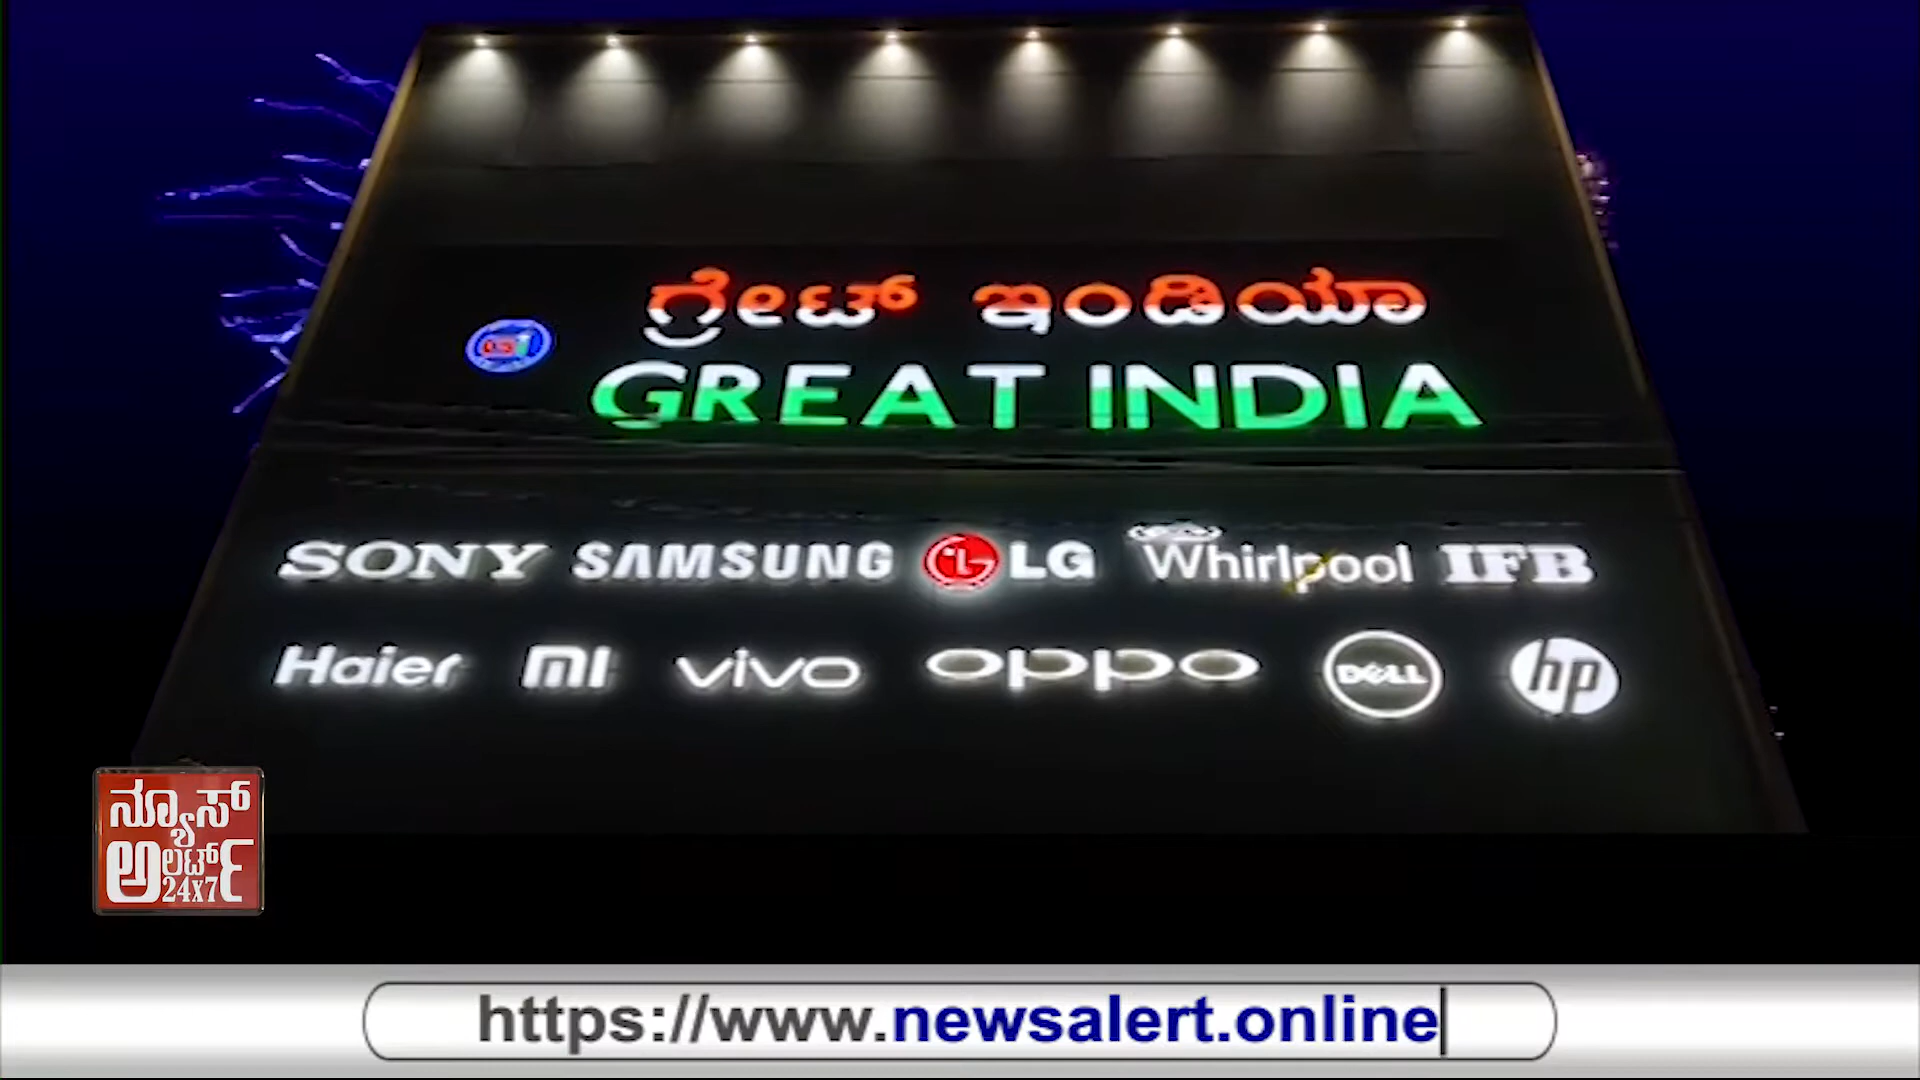 ಗ್ರೇಟ್ ಇಂಡಿಯಾ
GREAT INDIA
SONY SAMSUNG LG LG Whirlpool IFB
Haier mi vivo oppo DELL hp
ನ್ಯೂಸ್
ಅಲರ್ಟ್
24x7
https://www.newsalert.online